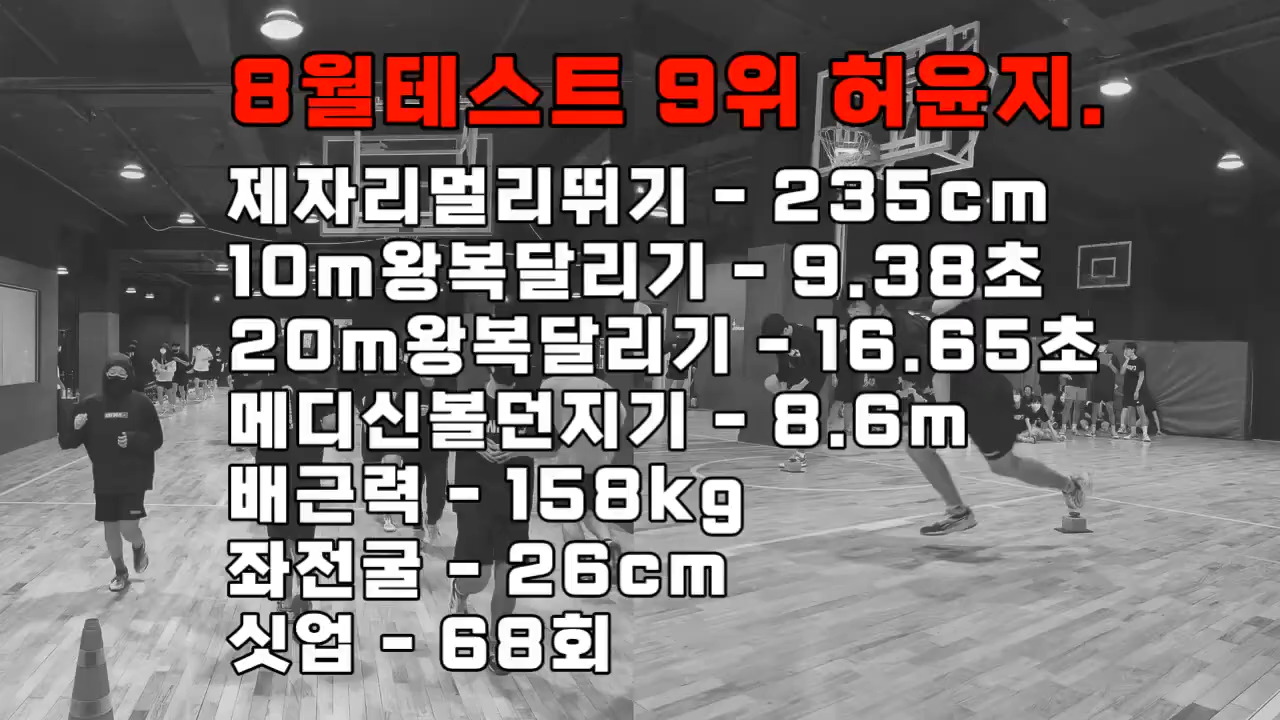 8월테스트 9위 허윤지.
제자리멀리뛰기 - 235cm
10m왕복달리기 - 9.38초
20m왕복달리기 - 16.65초
메디신볼던지기 - 8.6m
배근력 - 158kg
좌전굴 - 26cm
싯업 - 68회